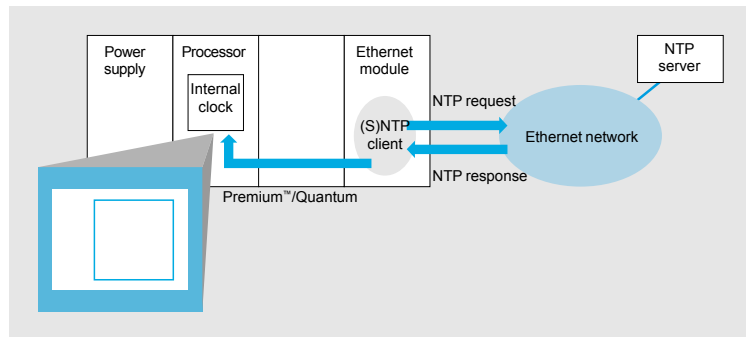 Power
supply
Processor
Internal
clock
Ethernet
module
(S)NTP
client
NTP request
NTP response
Ethernet network
NTP
server
Premium™/Quantum